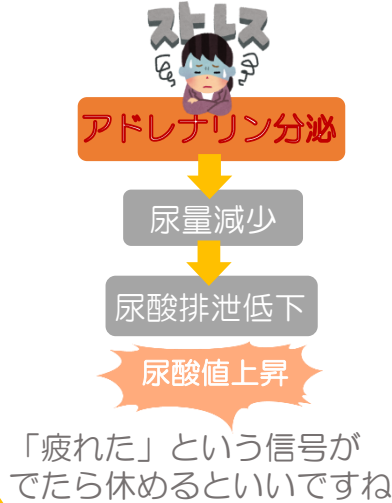 ストレス
アドレナリン分泌
尿量減少
尿酸排泄低下
尿酸値上昇
「疲れた」という信号が
でたら休めるといいですね